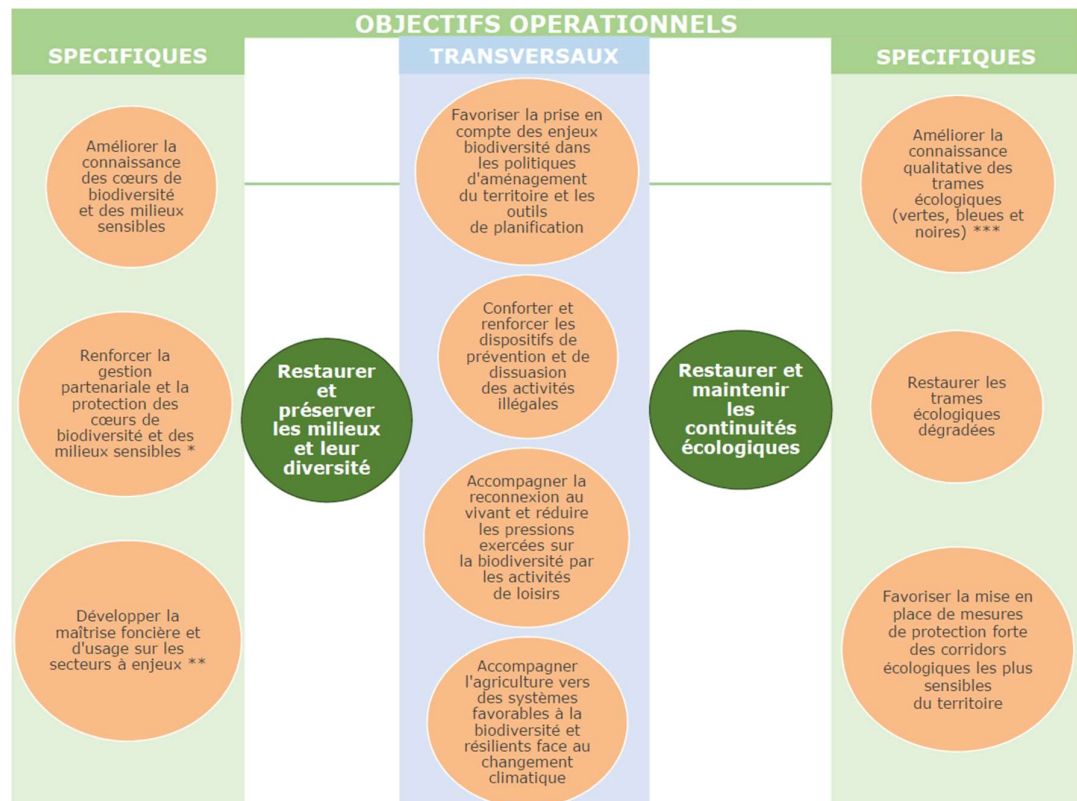 OBJECTIFS OPERATIONNELS
SPECIFIQUES
TRANSVERSAUX
SPECIFIQUES
Améliorer la
connaissance
des cœurs de
biodiversité
et des milieux
sensibles
Renforcer la
gestion
partenariale et la
protection des
cœurs de
biodiversité et des
milieux sensibles *
Développer la
maîtrise foncière et
d'usage sur les
secteurs à enjeux **
Restaurer
et
préserver
les milieux
et leur
diversité
Favoriser la prise en
compte des enjeux
biodiversité dans
les politiques
d'aménagement
du territoire et les
outils
de planification
Conforter et
renforcer les
dispositifs de
prévention et de
dissuasion
des activités
illégales
Accompagner la
reconnexion au
vivant et réduire
les pressions
exercées sur
la biodiversité par
les activités
de loisirs
Accompagner
l'agriculture vers
des systèmes
favorables à la
biodiversité et
résilients face au
changement
climatique
Restaurer et
maintenir
les
continuités
écologiques
Améliorer la
connaissance
qualitative des
trames
écologiques
(vertes, bleues et
noires) ***
Restaurer les
trames
écologiques
dégradées
Favoriser la mise en
place de mesures
de protection forte
des corridors
écologiques les plus
sensibles
du territoire